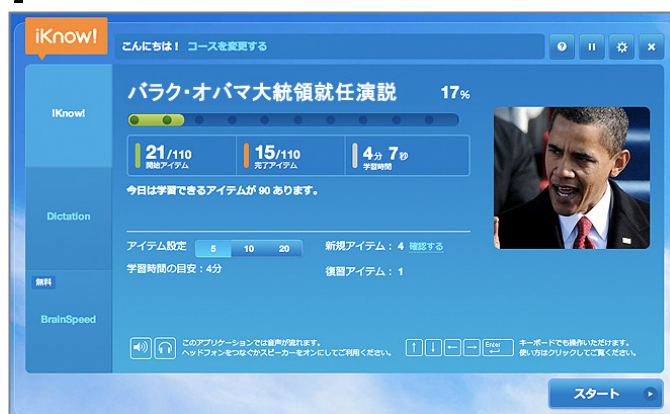 iKnow!
こんにちは！ コースを変更する
iKnow!
Dictation
無料
BrainSpeed
バラク・オバマ大統領就任演説 17%
21/110
開始アイテム
15/110
完了アイテム
4分 7秒
学習時間
今日は学習できるアイテムが 90 あります。
アイテム設定 5 10 20
学習時間の目安：4分
新規アイテム：4 確認する
復習アイテム：1
このアプリケーションでは音声が流れます。
ヘッドフォンをつなぐかスピーカーをオンにしてご利用ください。
Enter
キーボードでも操作いただけます。
使い方はクリックしてご覧ください。
スタート